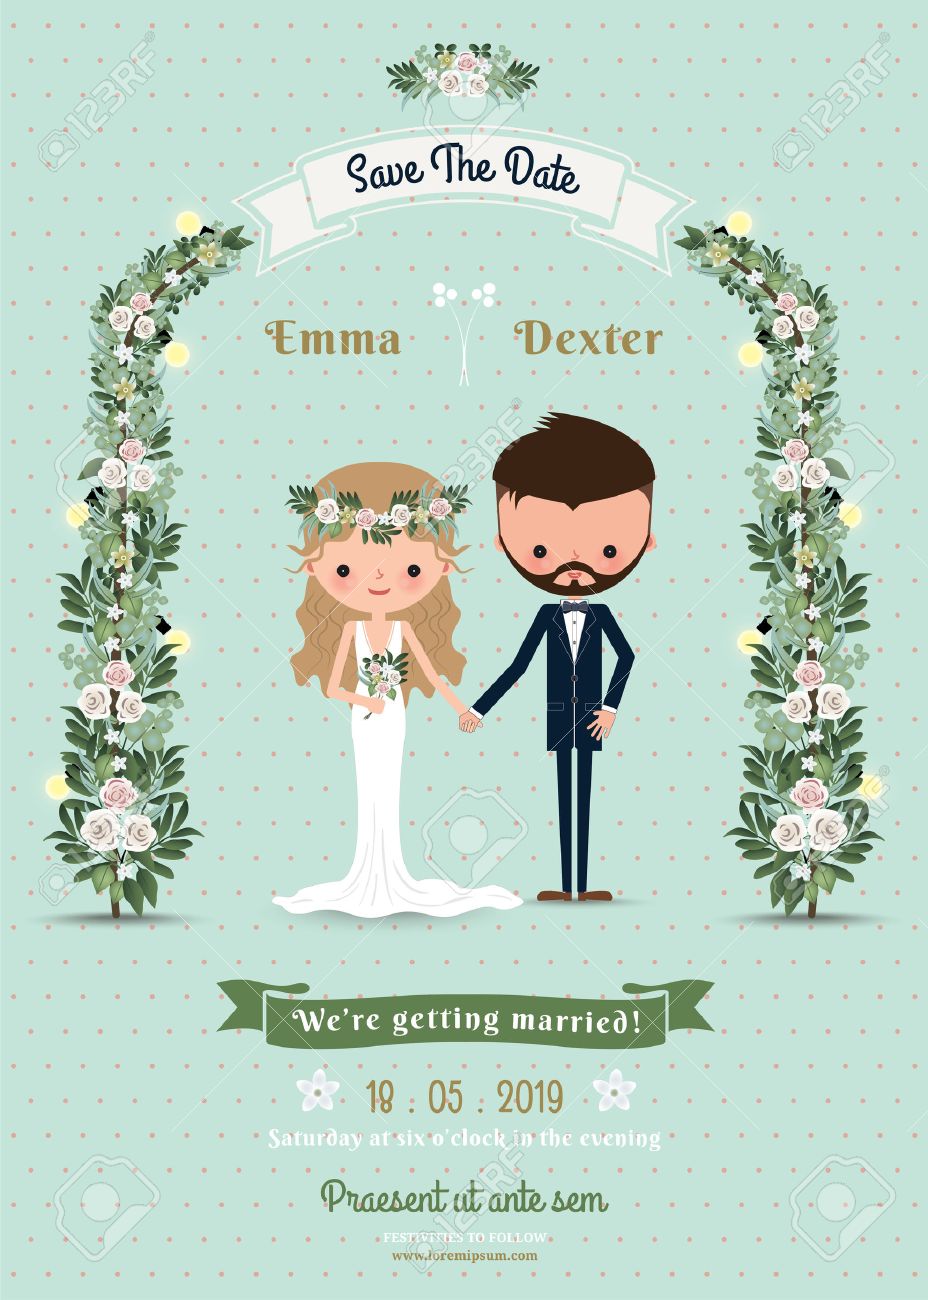 Save The Date
Emma Dexter
We're getting married!
18 . 05 . 2019
Saturday at six o'clock in the evening
Praesent ut ante sem
FESTIVITIES TO FOLLOW
www.loremipsum.com
123RF